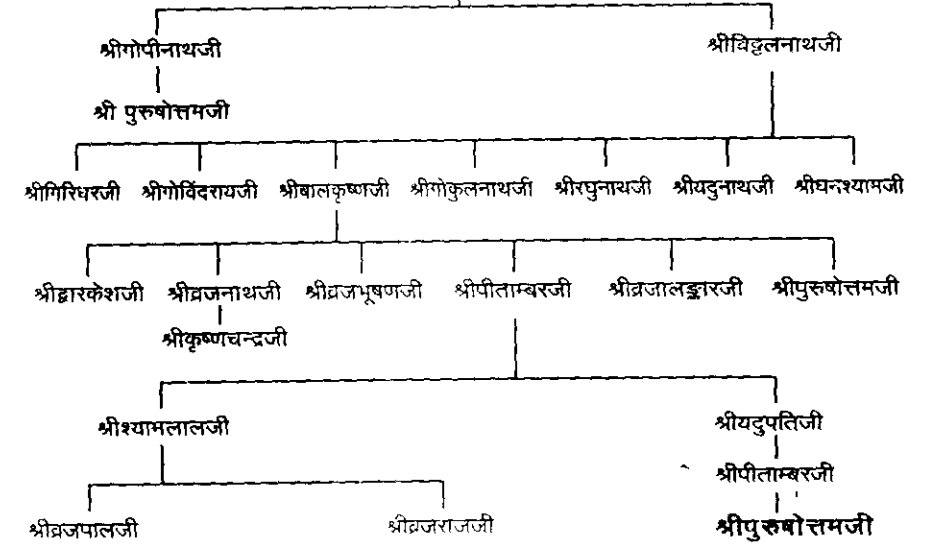 श्रीगोपीनाथजी श्रीविठ्ठलनाथजी
श्री पुरुषोत्तमजी
श्रीगिरिधरजी श्रीगोविंदरायजी श्रीबालकृष्णजी श्रीगोकुलनाथर्जा श्रीरघुनाथजी श्रीयदुनाथजी श्रीघनश्यामजी
श्रीद्वारकेशजी श्रीव्रजनाथजी श्रीव्रजभूषणजी श्रीपीताम्बरजी श्रीव्रजालङ्कारजी श्रीपुरुषोत्तमजी
श्रीकृष्णचन्द्रजी
श्रीश्यामलालजी श्रीयदुपतिजी
श्रीपीताम्बरजी
श्रीव्रजपालजी श्रीव्रजराजजी श्रीपुरुषोत्तमजी